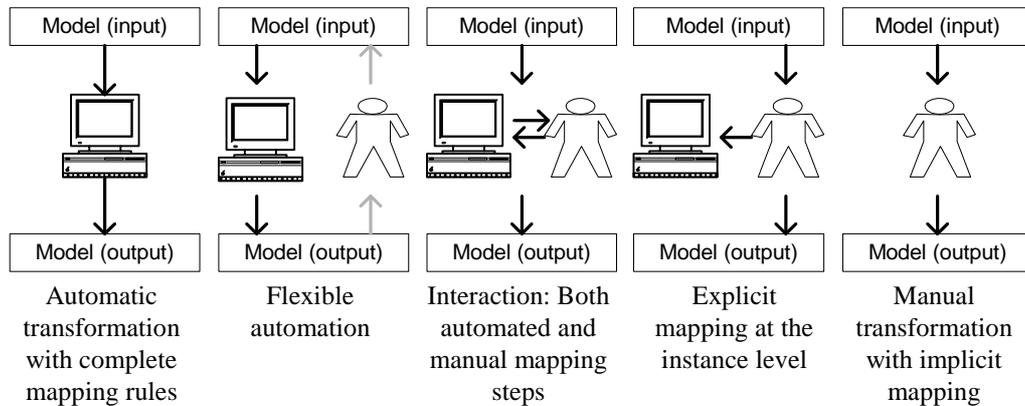 Model (input)
Model (input)
Model (input)
Model (input)
Model (input)
Model (output)
Model (output)
Model (output)
Model (output)
Model (output)
Automatic
transformation
with complete
mapping rules
Flexible
automation
Interaction: Both
automated and
manual mapping
steps
Explicit
mapping at the
instance level
Manual
transformation
with implicit
mapping